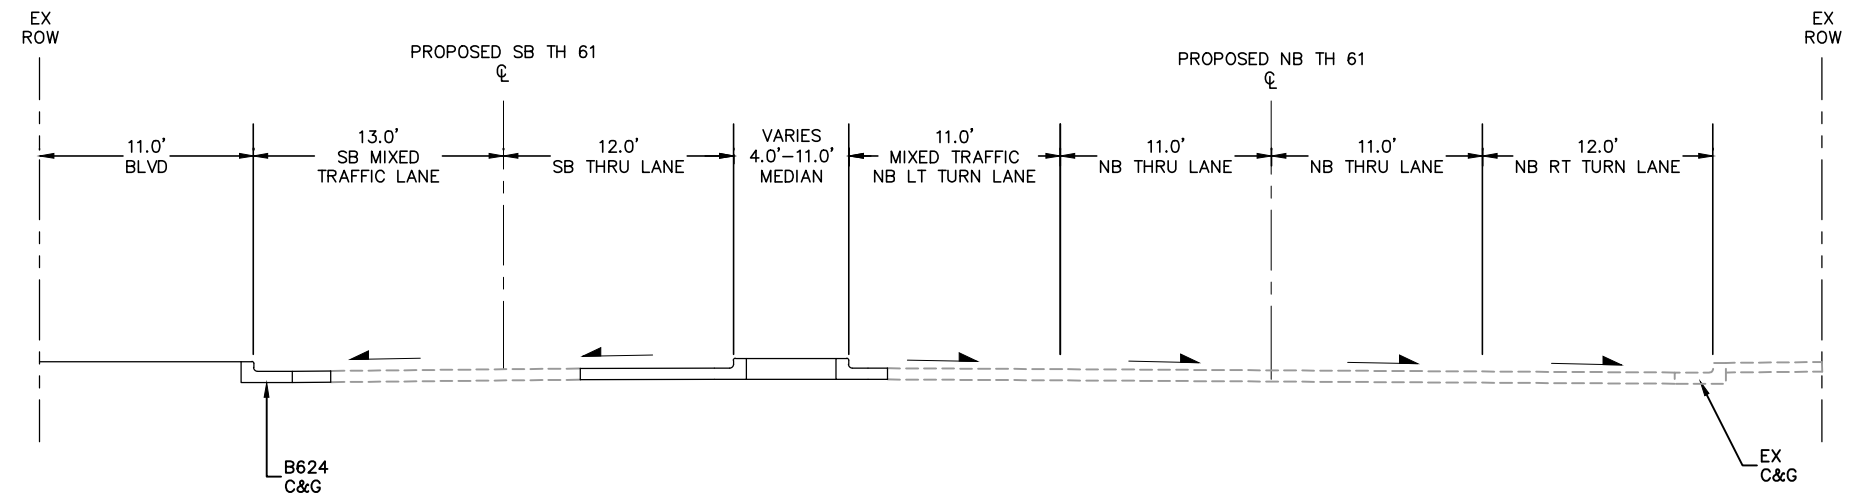 EX
ROW
PROPOSED SB TH 61
℄
PROPOSED NB TH 61
℄
EX
ROW
11.0'
BLVD
13.0'
SB MIXED
TRAFFIC LANE
12.0'
SB THRU LANE
VARIES
4.0'-11.0'
MEDIAN
11.0'
MIXED TRAFFIC
NB LT TURN LANE
11.0'
NB THRU LANE
11.0'
NB THRU LANE
12.0'
NB RT TURN LANE
B624
C&G
EX
C&G